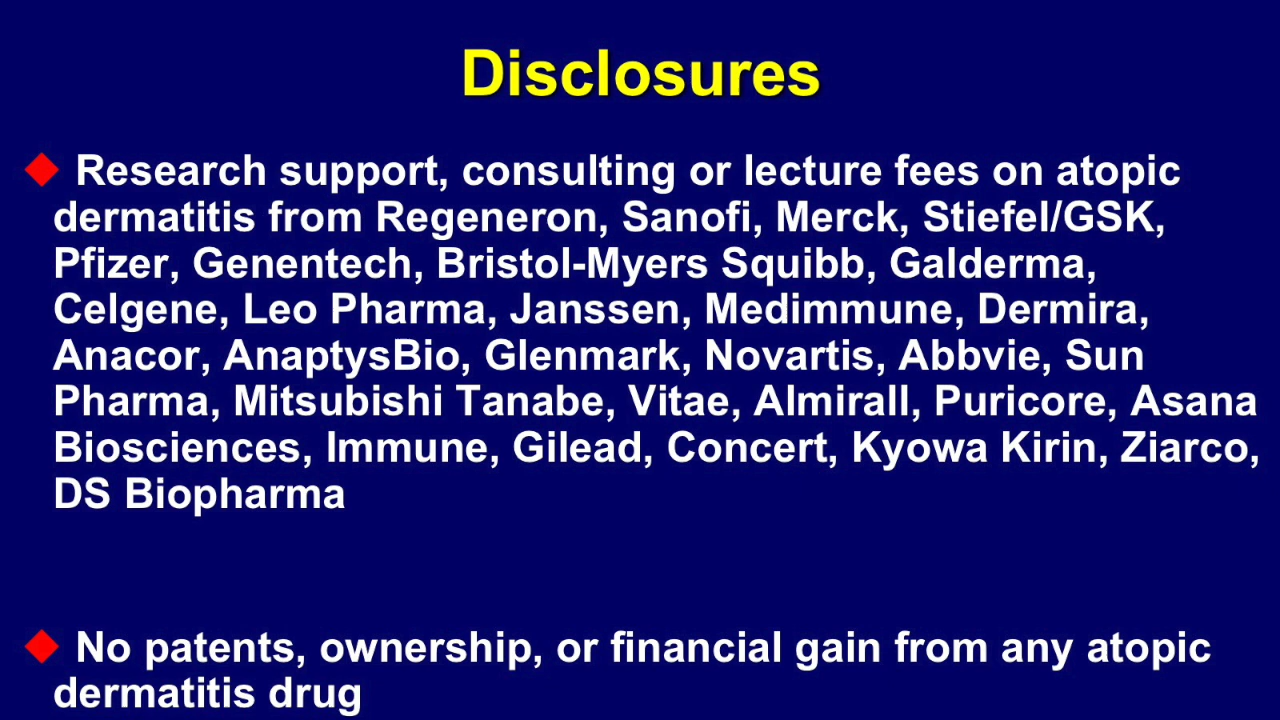 Disclosures
Research support, consulting or lecture fees on atopic
dermatitis from Regeneron, Sanofi, Merck, Stiefel/GSK,
Pfizer, Genentech, Bristol-Myers Squibb, Galderma,
Celgene, Leo Pharma, Janssen, Medimmune, Dermira,
Anacor, AnaptysBio, Glenmark, Novartis, Abbvie, Sun
Pharma, Mitsubishi Tanabe, Vitae, Almirall, Puricore, Asana
Biosciences, Immune, Gilead, Concert, Kyowa Kirin, Ziarco,
DS Biopharma
No patents, ownership, or financial gain from any atopic
dermatitis drug